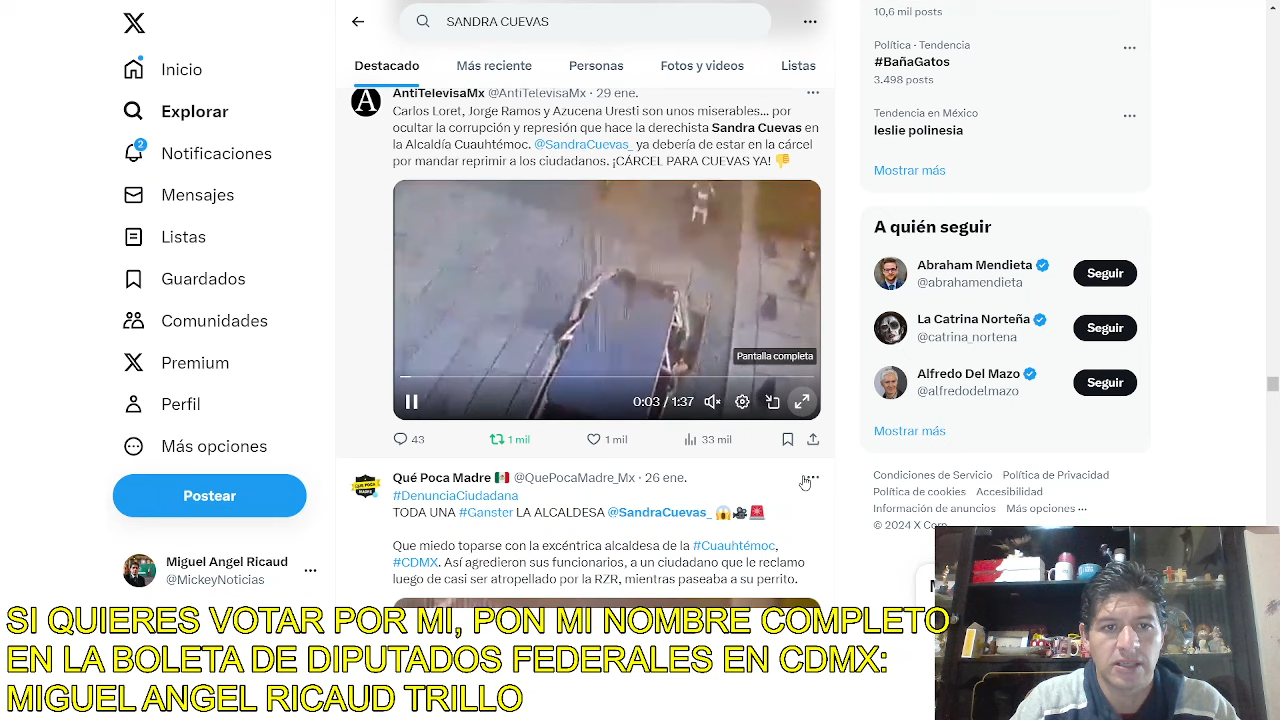 SANDRA CUEVAS
Destacado
Más reciente
Personas
Fotos y videos
Listas
Inicio
Explorar
2
Notificaciones
Mensajes
Listas
Guardados
Comunidades
Premium
Perfil
Más opciones
Postear
Miguel Angel Ricaud
@MickeyNoticias
AntiTelevisaMx @AntiTelevisaMx · 29 ene.
Carlos Loret, Jorge Ramos y Azucena Uresti son unos miserables... por
ocultar la corrupción y represión que hace la derechista Sandra Cuevas en
la Alcaldía Cuauhtémoc. @SandraCuevas_ ya debería de estar en la cárcel
por mandar reprimir a los ciudadanos. ¡CÁRCEL PARA CUEVAS YA! 👎
Pantalla completa
0:03 / 1:37
43
1 mil
1 mil
33 mil
QUE POCA MADRE
Qué Poca Madre 🇲🇽 @QuePocaMadre_Mx · 26 ene.
#DenunciaCiudadana
TODA UNA #Ganster LA ALCALDESA @SandraCuevas_ 😱🎥🚨
Que miedo toparse con la excéntrica alcaldesa de la #Cuauhtémoc,
#CDMX. Así agredieron sus funcionarios, a un ciudadano que le reclamo
luego de casi ser atropellado por la RZR, mientras paseaba a su perrito.
10,6 mil posts
Política · Tendencia
#BañaGatos
3.498 posts
Tendencia en México
leslie polinesia
Mostrar más
A quién seguir
Abraham Mendieta
@abrahamendieta
Seguir
La Catrina Norteña
@catrina_nortena
Seguir
Alfredo Del Mazo
@alfredodelmazo
Seguir
Mostrar más
Condiciones de Servicio Política de Privacidad
Política de cookies Accesibilidad
Información de anuncios Más opciones ···
© 2024 X Corp.
SI QUIERES VOTAR POR MI, PON MI NOMBRE COMPLETO
EN LA BOLETA DE DIPUTADOS FEDERALES EN CDMX:
MIGUEL ANGEL RICAUD TRILLO